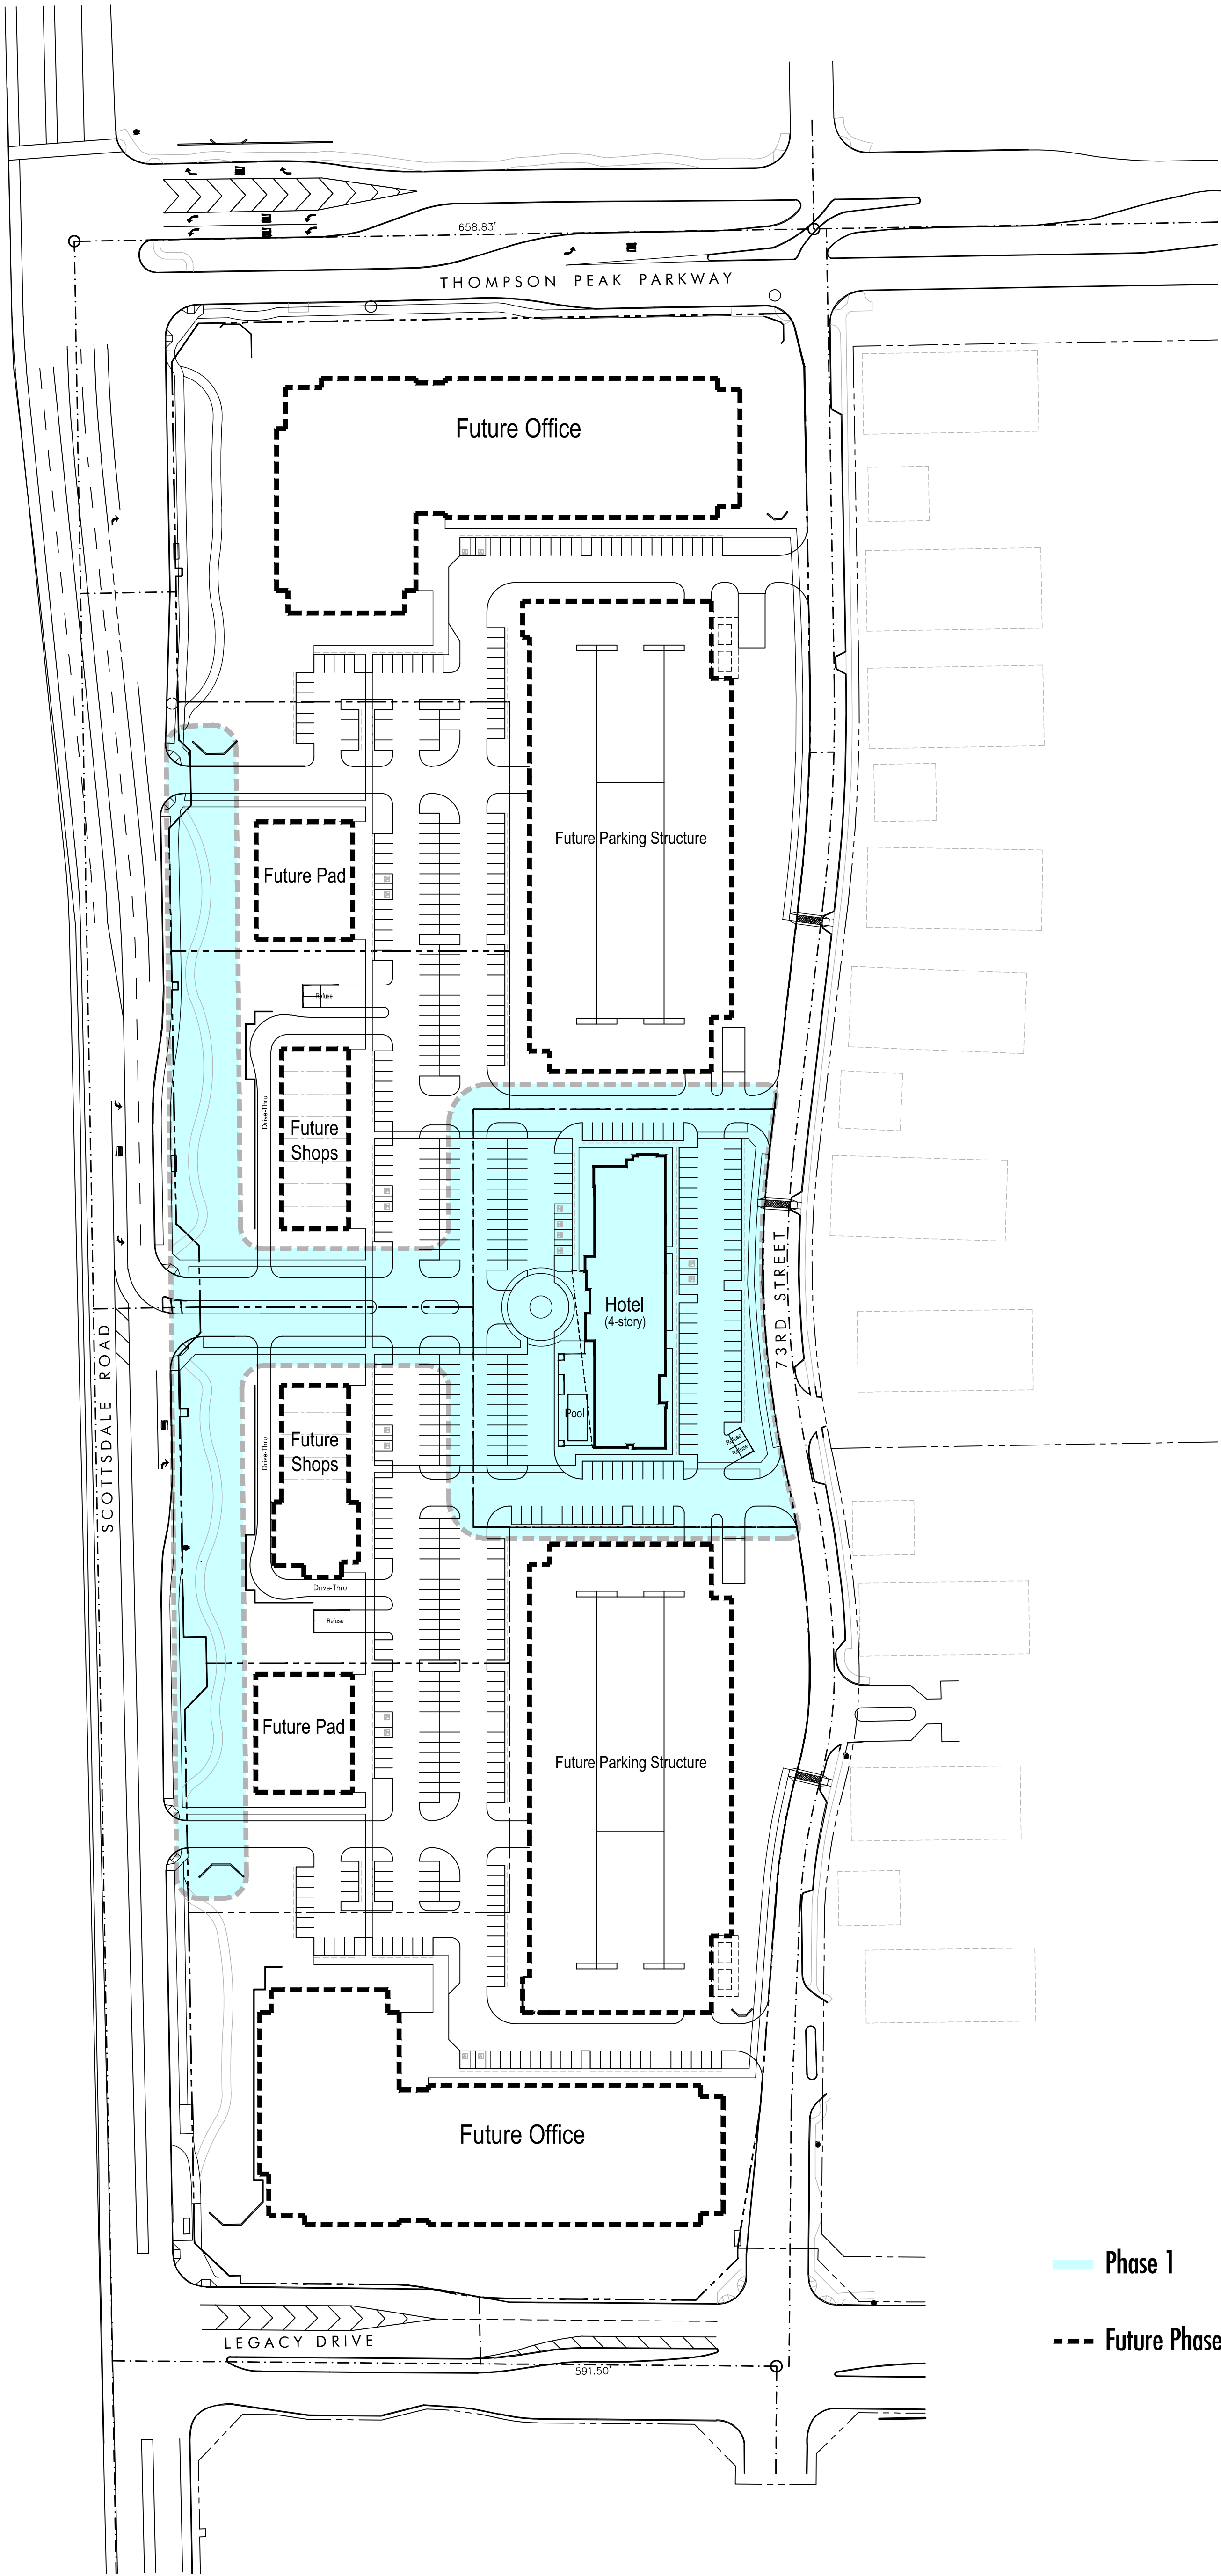 658.83'
THOMPSON PEAK PARKWAY
Future Office
Future Parking Structure
Future Pad
Refuse
Drive-Thru
Future
Shops
73RD STREET
Hotel
(4-story)
SCOTTSDALE ROAD
Pool
Refuse
Refuse
Drive-Thru
Future
Shops
Drive-Thru
Refuse
Future Pad
Future Parking Structure
Future Office
Phase 1
LEGACY DRIVE
Future Phase
591.50'